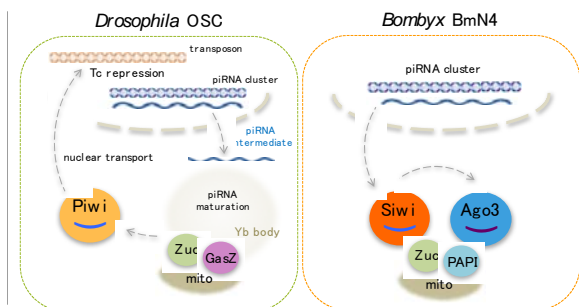 Drosophila OSC
Bombyx BmN4
transposon
Tc repression
piRNA cluster
piRNA
ntermediate
nuclear transport
piRNA
maturation
Piwi
Yb body
Zuc
GasZ
mito
piRNA cluster
Siwi
Ago3
Zuc
PAPI
mito